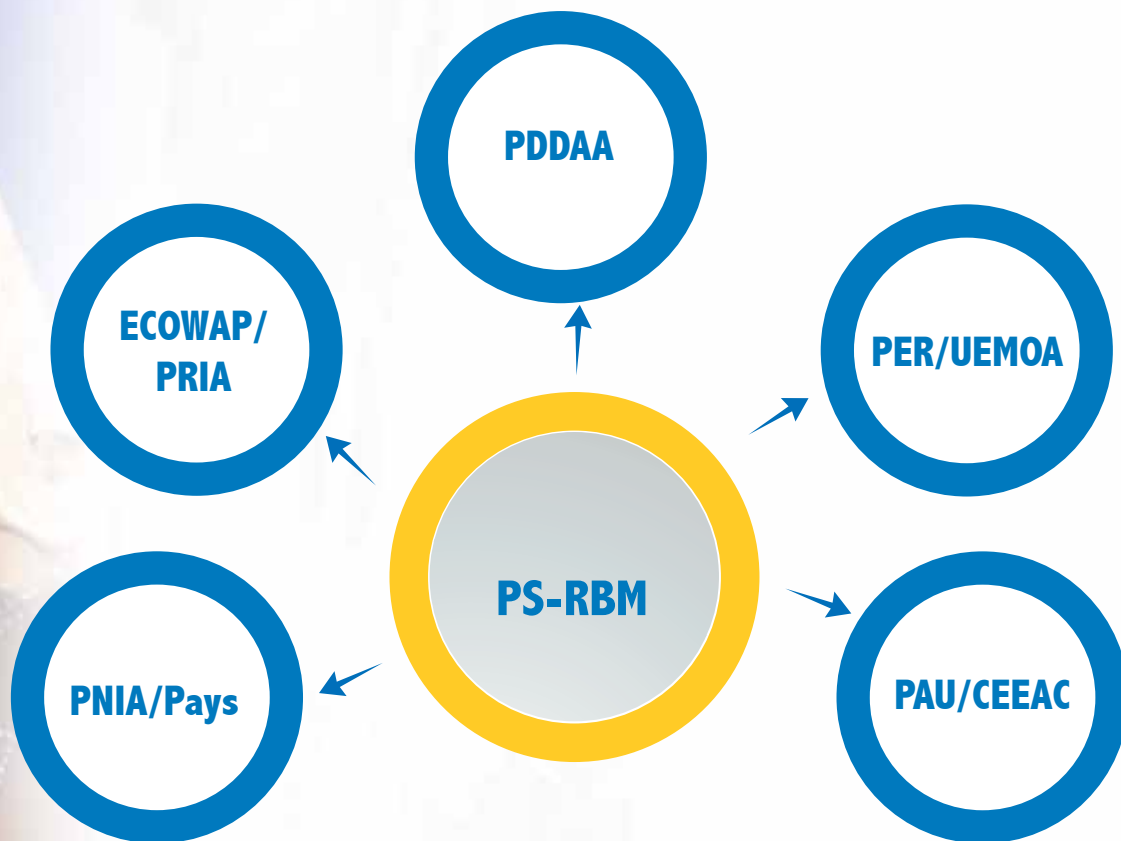 PDDAA
ECOWAP/
PRIA
PER/UEMOA
PS-RBM
PNIA/Pays
PAU/CEEAC